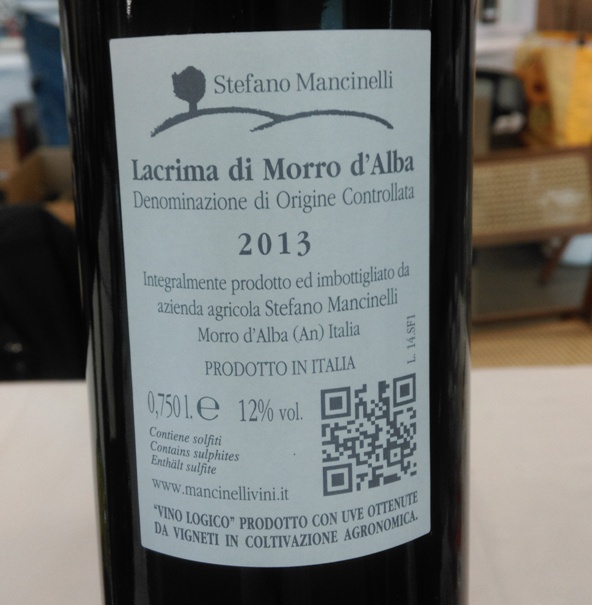 Stefano Mancinelli
Lacrima di Morro d'Alba
Denominazione di Origine Controllata
2013
Integralmente prodotto ed imbottigliato da
azienda agricola Stefano Mancinelli
Morro d'Alba (An) Italia
PRODOTTO IN ITALIA
L. 14.SF1
0,750 l. ℮ 12% vol.
Contiene solfiti
Contains sulphites
Enthält sulfite
www.mancinellivini.it
"VINO LOGICO" PRODOTTO CON UVE OTTENUTE
DA VIGNETI IN COLTIVAZIONE AGRONOMICA.